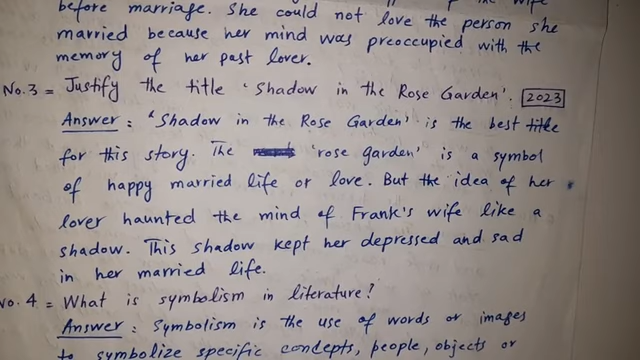 before marriage. She could not love the person she
married because her mind was preoccupied with the
memory of her past lover.
No.3 = Justify the title 'Shadow in the Rose Garden'. 2023
Answer : "Shadow in the Rose Garden' is the best title
for this story. The 'rose garden' is a symbol
of happy married life or love. But the idea of her
lover haunted the mind of Frank's wife like a
shadow. This shadow kept her depressed and sad
in her married life.
No. 4 = What is symbolism in literature?
Answer : Symbolism is the use of words or images
to symbolize specific concepts, people, objects or